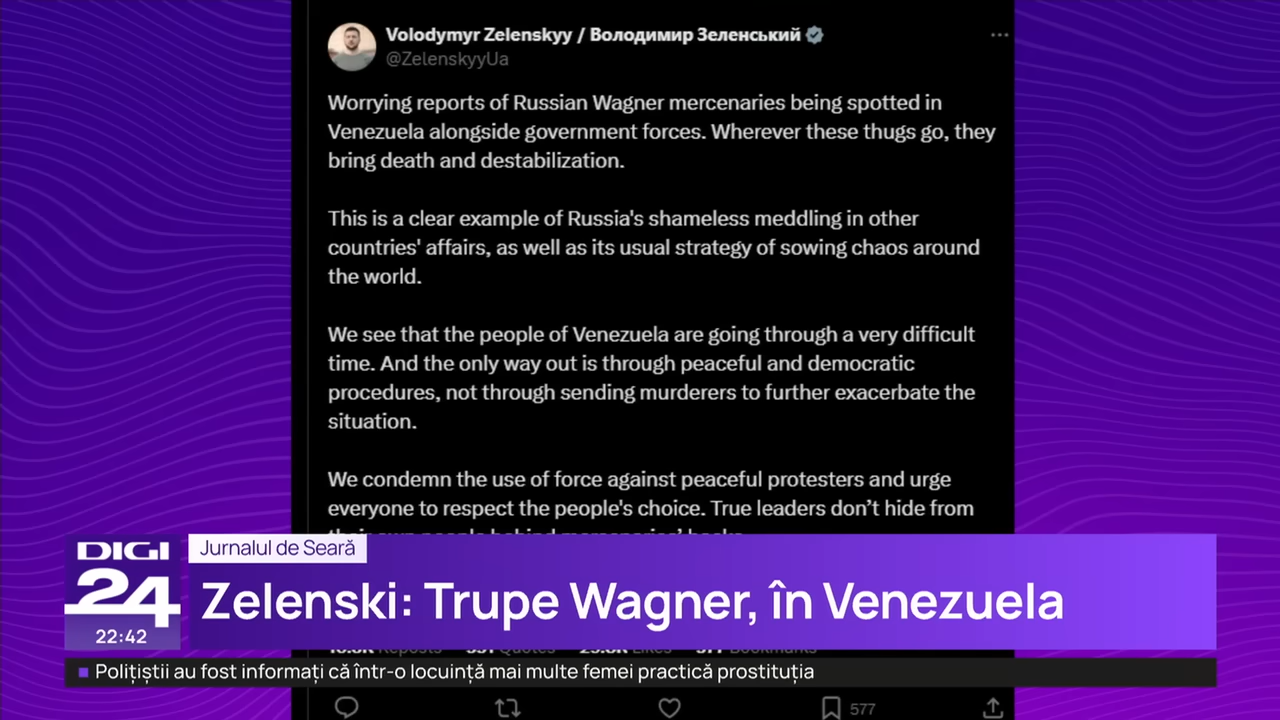 Volodymyr Zelenskyy / Володимир Зеленський
@ZelenskyyUa
Worrying reports of Russian Wagner mercenaries being spotted in
Venezuela alongside government forces. Wherever these thugs go, they
bring death and destabilization.
This is a clear example of Russia's shameless meddling in other
countries' affairs, as well as its usual strategy of sowing chaos around
the world.
We see that the people of Venezuela are going through a very difficult
time. And the only way out is through peaceful and democratic
procedures, not through sending murderers to further exacerbate the
situation.
We condemn the use of force against peaceful protesters and urge
everyone to respect the people's choice. True leaders don’t hide from
DIGI
24
22:42
Jurnalul de Seară
Zelenski: Trupe Wagner, în Venezuela
Polițiștii au fost informați că într-o locuință mai multe femei practică prostituția
577